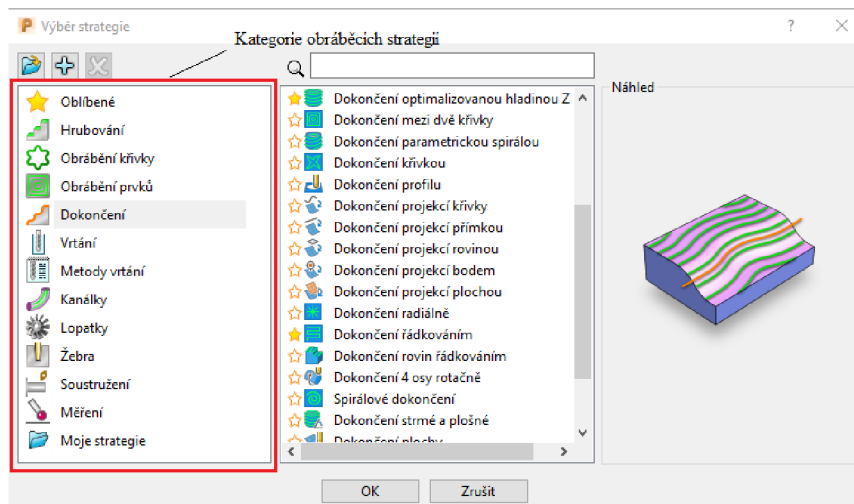 Výběr strategie
Kategorie obráběcích strategií
Oblíbené
Hrubování
Obrábění křivky
Obrábění prvků
Dokončení
Vrtání
Metody vrtání
Kanálky
Lopatky
Žebra
Soustružení
Měření
Moje strategie
Dokončení optimalizovanou hladinou Z
Dokončení mezi dvě křivky
Dokončení parametrickou spirálou
Dokončení křivkou
Dokončení profilu
Dokončení projekcí křivky
Dokončení projekcí přímkou
Dokončení projekcí rovinou
Dokončení projekcí bodem
Dokončení projekcí plochou
Dokončení radiálně
Dokončení řádkováním
Dokončení rovin řádkováním
Dokončení 4 osy rotačně
Spirálové dokončení
Dokončení strmé a plošné
Dokončení plochy
Náhled
OK
Zrušit